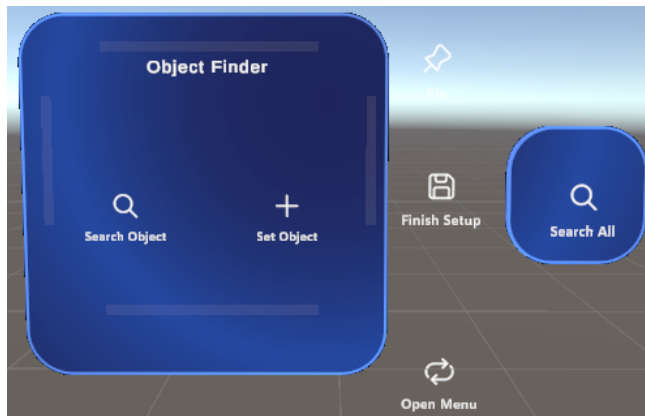 Object Finder
Search Object
Set Object
Finish Setup
Search All
Open Menu